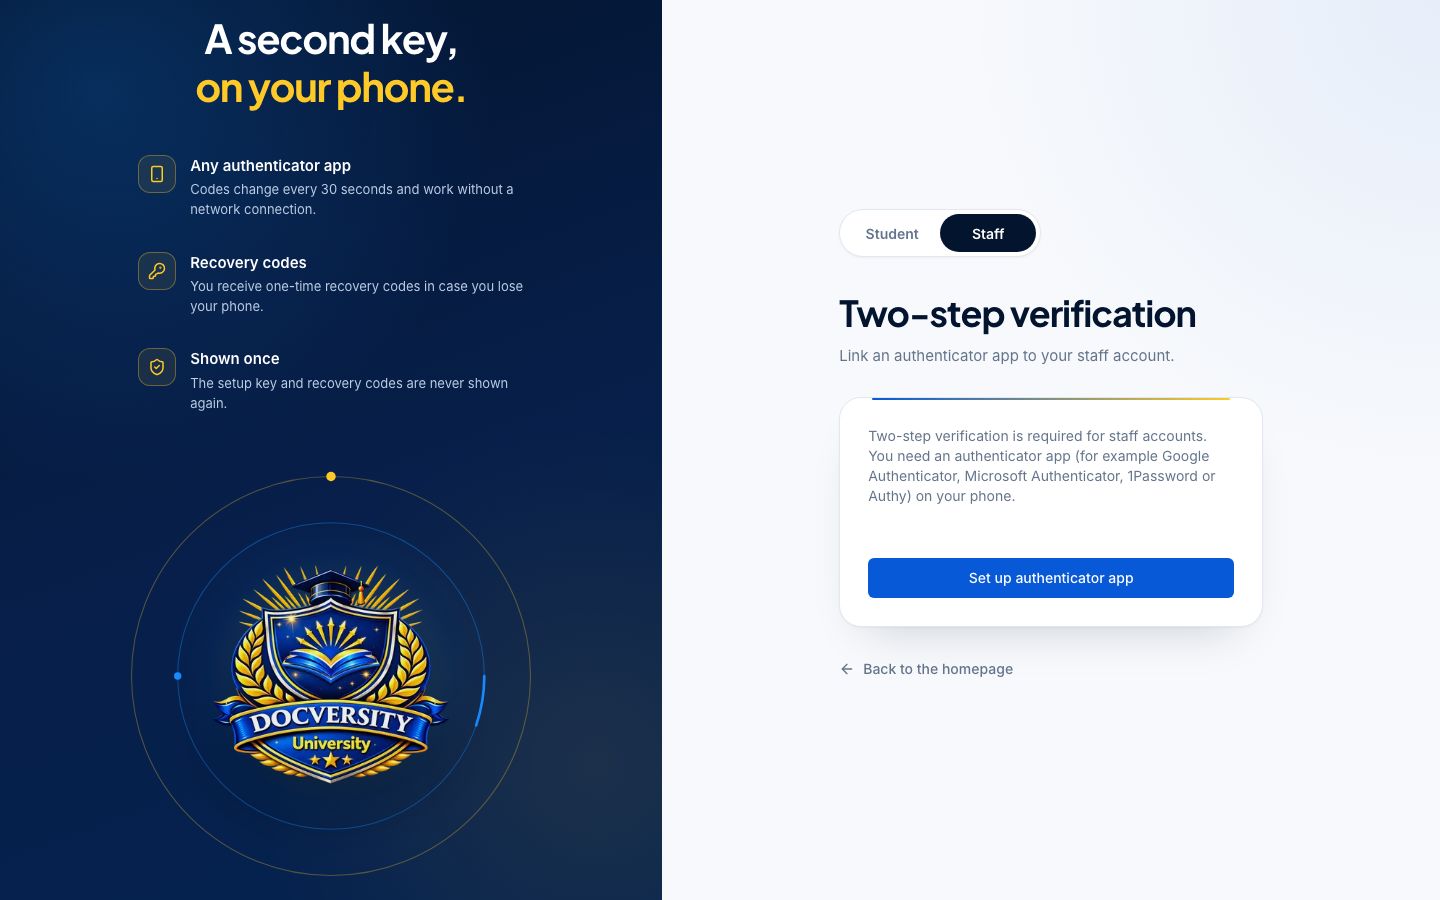 A second key,
on your phone.
Any authenticator app
Codes change every 30 seconds and work without a
network connection.
Recovery codes
You receive one-time recovery codes in case you lose
your phone.
Shown once
The setup key and recovery codes are never shown
again.
DOCVERSITY
University
Student
Staff
Two-step verification
Link an authenticator app to your staff account.
Two-step verification is required for staff accounts.
You need an authenticator app (for example Google
Authenticator, Microsoft Authenticator, 1Password or
Authy) on your phone.
Set up authenticator app
Back to the homepage